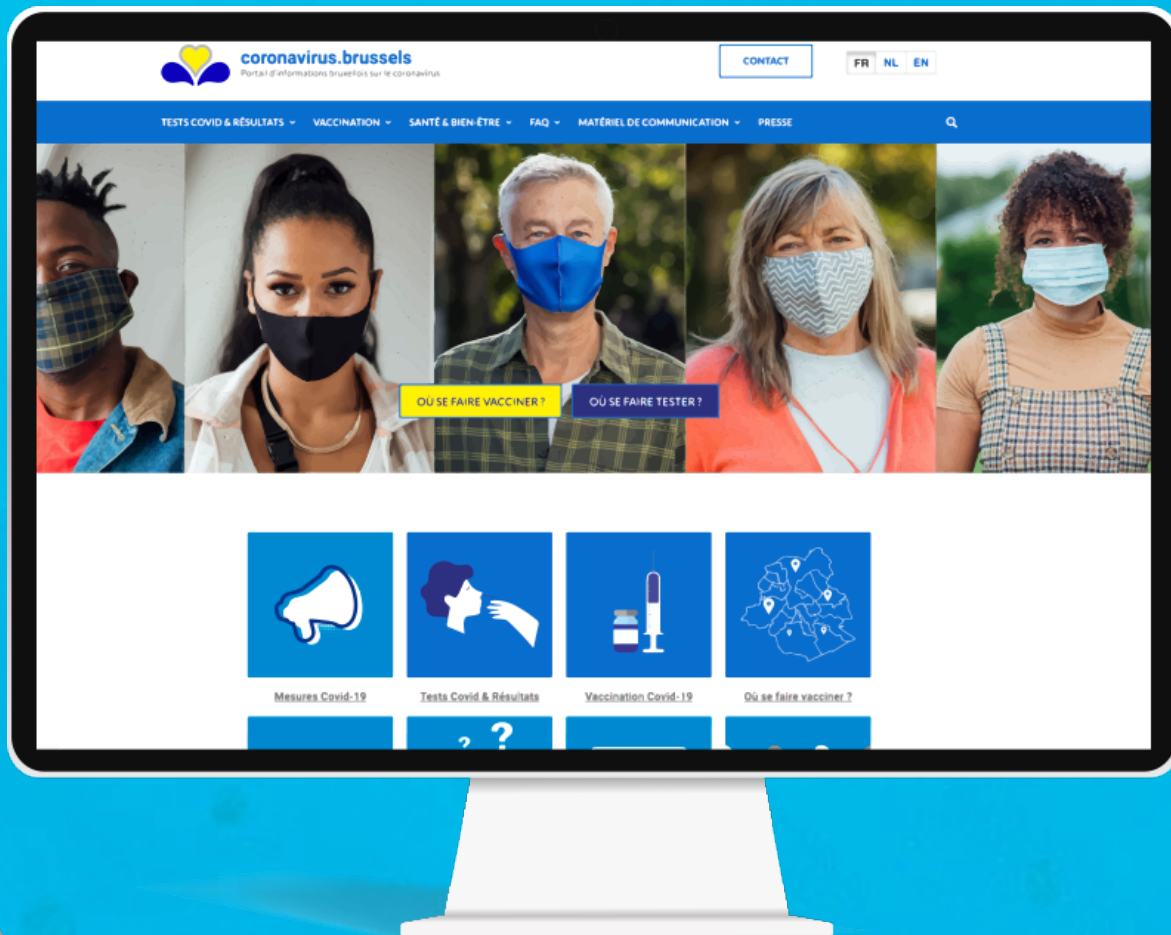 coronavirus.brussels
Portail d'informations bruxellois sur le coronavirus
CONTACT
FR NL EN
TESTS COVID & RÉSULTATS VACCINATION SANTÉ & BIEN-ÊTRE FAQ MATÉRIEL DE COMMUNICATION PRESSE
OÙ SE FAIRE VACCINER ? OÙ SE FAIRE TESTER ?
Mesures Covid-19 Tests Covid & Résultats Vaccination Covid-19 Où se faire vacciner ?
? ?